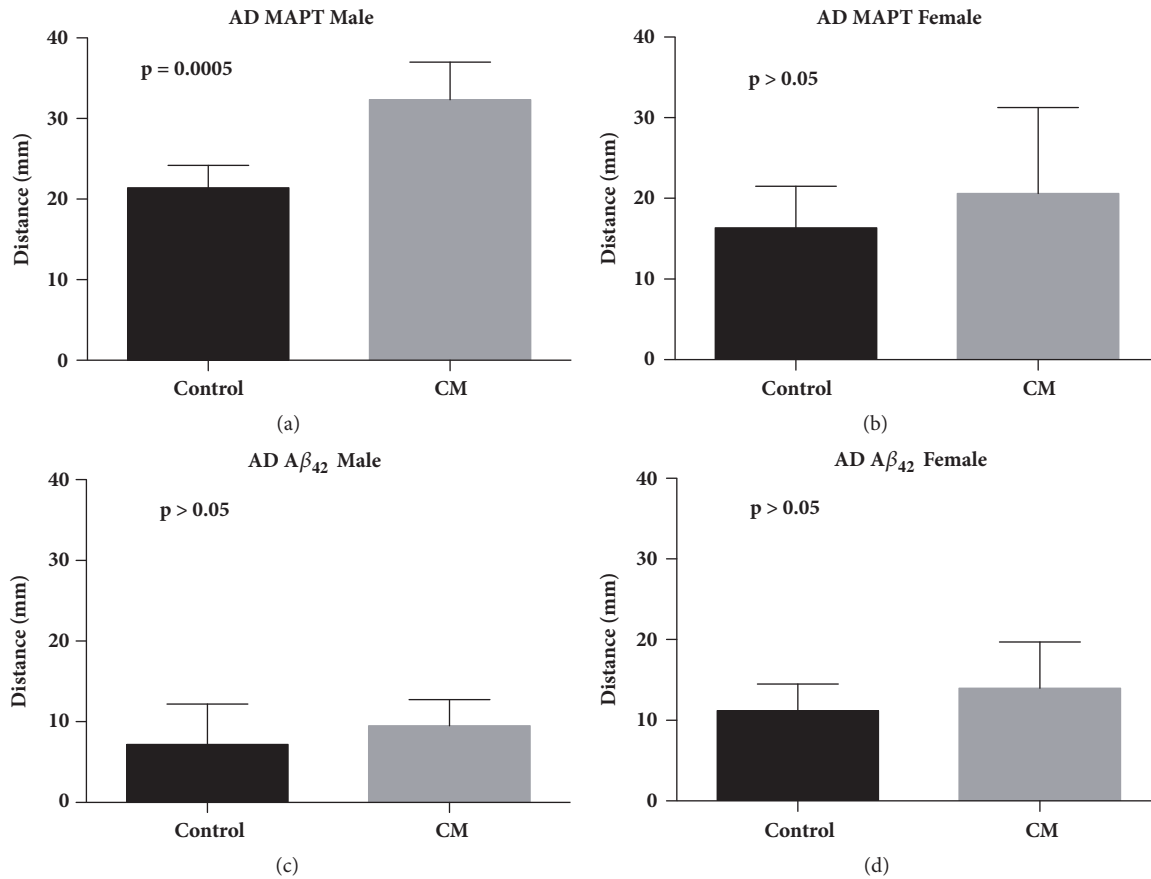 AD MAPT Male
40
30
20
10
0
Distance (mm)
p = 0.0005
Control CM
(a)
AD MAPT Female
40
30
20
10
0
Distance (mm)
p > 0.05
Control CM
(b)
AD Aβ42 Male
40
30
20
10
0
Distance (mm)
p > 0.05
Control CM
(c)
AD Aβ42 Female
40
30
20
10
0
Distance (mm)
p > 0.05
Control CM
(d)